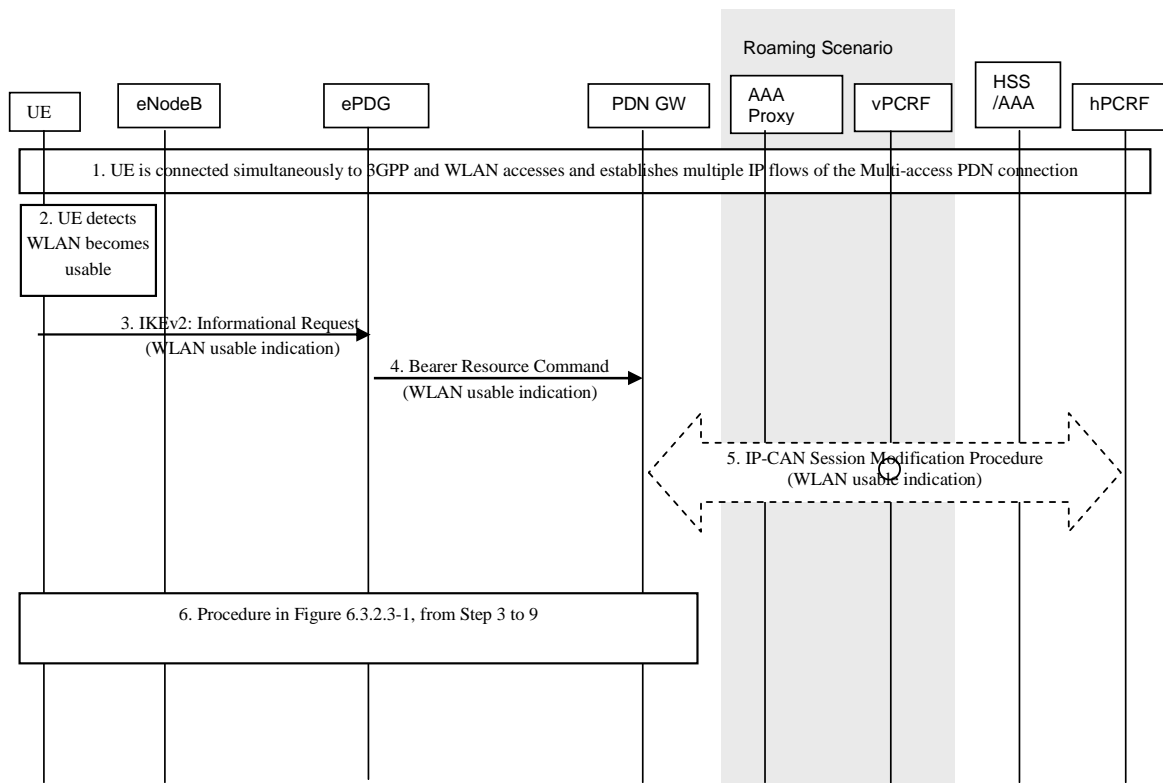 Roaming Scenario
UE
eNodeB
ePDG
PDN GW
AAA
Proxy
vPCRF
HSS
/AAA
hPCRF
1. UE is connected simultaneously to 3GPP and WLAN accesses and establishes multiple IP flows of the Multi-access PDN connection
2. UE detects
WLAN becomes
usable
3. IKEv2: Informational Request
(WLAN usable indication)
4. Bearer Resource Command
(WLAN usable indication)
5. IP-CAN Session Modification Procedure
(WLAN usable indication)
6. Procedure in Figure 6.3.2.3-1, from Step 3 to 9